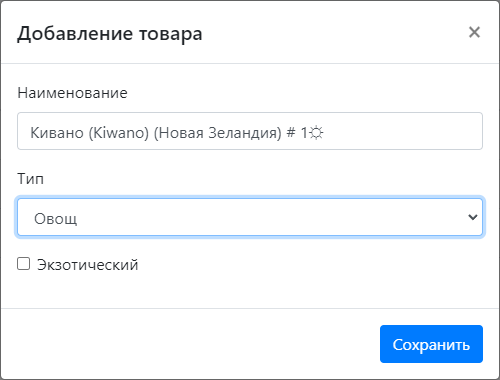 Добавление товара ×
Наименование
Кивано (Kiwano) (Новая Зеландия) # 1☼
Тип
Овощ
Экзотический
Сохранить